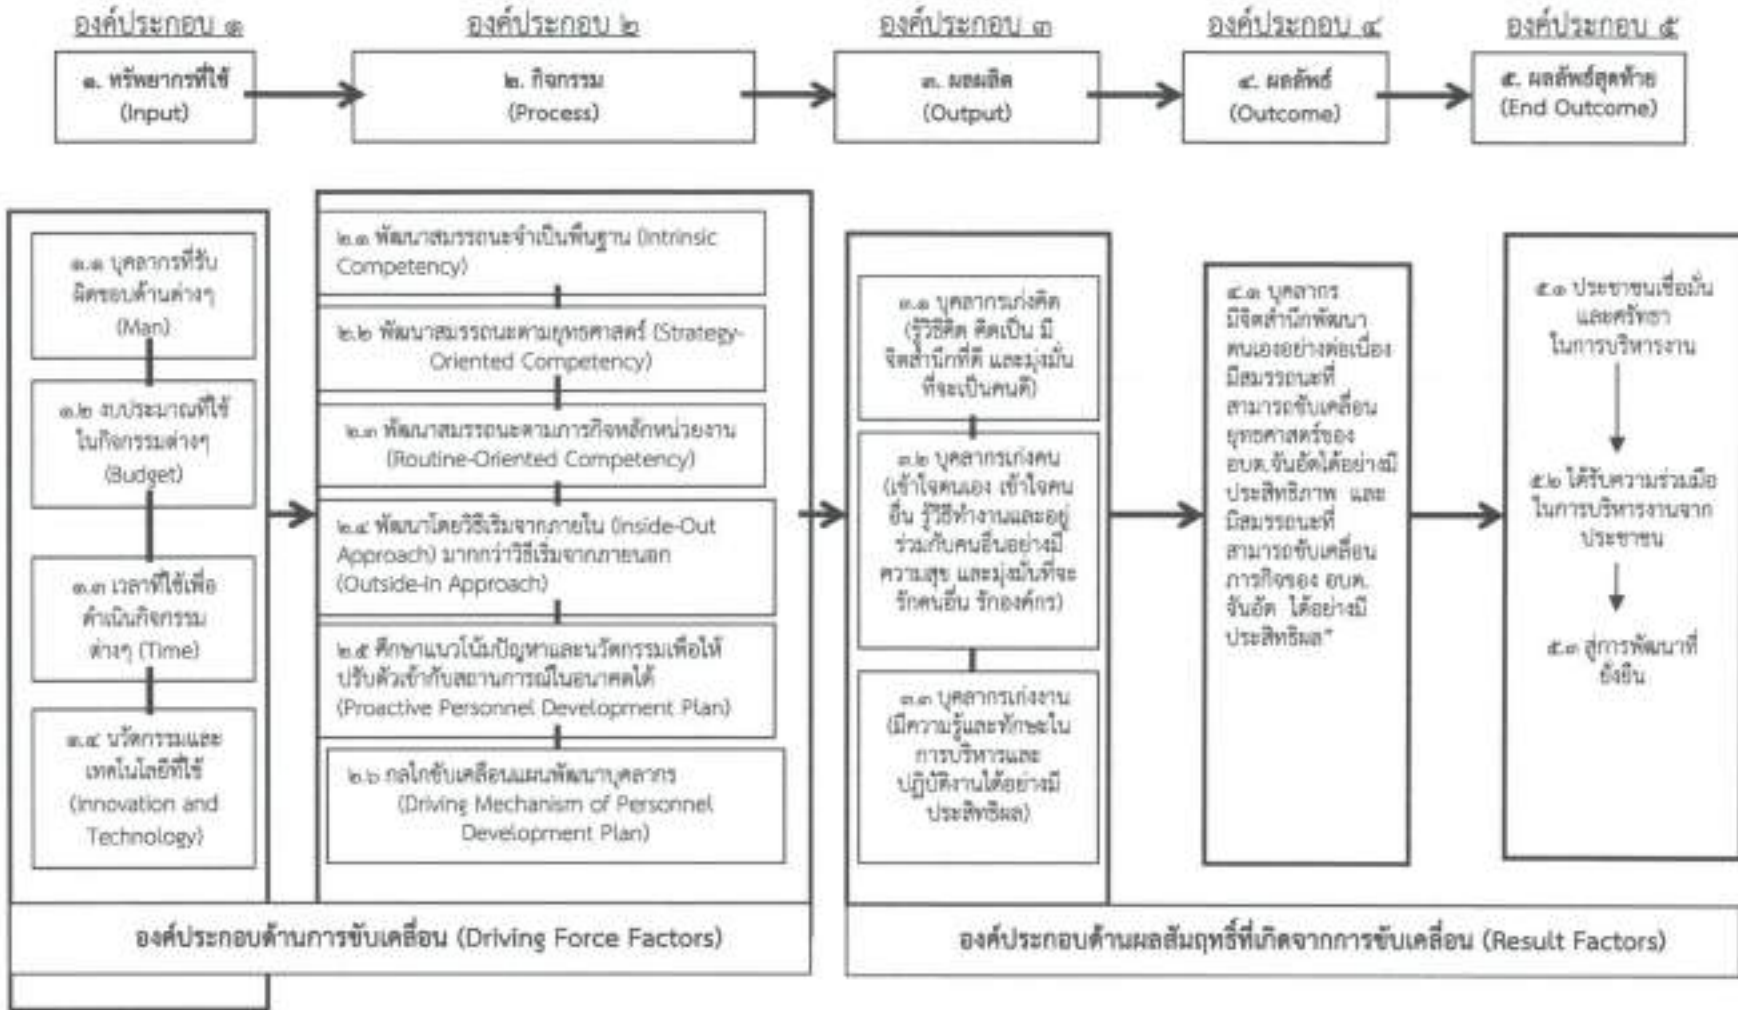 องค์ประกอบ ๑
องค์ประกอบ ๒
องค์ประกอบ ๓
องค์ประกอบ ๔
องค์ประกอบ ๕
๑. ทรัพยากรที่ใช้
(Input)
๒. กิจกรรม
(Process)
๓. ผลผลิต
(Output)
๔. ผลลัพธ์
(Outcome)
๕. ผลลัพธ์สุดท้าย
(End Outcome)
๑.๑ บุคลากรที่รับ
ผิดชอบด้านต่างๆ
(Man)
๑.๒ งบประมาณที่ใช้
ในกิจกรรมต่างๆ
(Budget)
๑.๓ เวลาที่ใช้เพื่อ
ดำเนินกิจกรรม
ต่างๆ (Time)
๑.๔ นวัตกรรมและ
เทคโนโลยีที่ใช้
(Innovation and
Technology)
๒.๑ พัฒนาสมรรถนะจำเป็นพื้นฐาน (Intrinsic
Competency)
๒.๒ พัฒนาสมรรถนะตามยุทธศาสตร์ (Strategy-
Oriented Competency)
๒.๓ พัฒนาสมรรถนะตามภารกิจหลักหน่วยงาน
(Routine-Oriented Competency)
๒.๔ พัฒนาโดยวิธีเริ่มจากภายใน (Inside-Out
Approach) มากกว่าวิธีเริ่มจากภายนอก
(Outside-In Approach)
๒.๕ ศึกษาแนวโน้มปัญหาและนวัตกรรมเพื่อให้
ปรับตัวเข้ากับสถานการณ์ในอนาคตได้
(Proactive Personnel Development Plan)
๒.๖ กลไกขับเคลื่อนแผนพัฒนาบุคลากร
(Driving Mechanism of Personnel
Development Plan)
๓.๑ บุคลากรเก่งคิด
(รู้วิธีคิด คิดเป็น มี
จิตสำนึกที่ดี และมุ่งมั่น
ที่จะเป็นคนดี)
๓.๒ บุคลากรเก่งคน
(เข้าใจตนเอง เข้าใจคน
อื่น รู้วิธีทำงานและอยู่
ร่วมกับคนอื่นอย่างมี
ความสุข และมุ่งมั่นที่จะ
รักคนอื่น รักองค์กร)
๓.๓ บุคลากรเก่งงาน
(มีความรู้และทักษะใน
การบริหารและ
ปฏิบัติงานได้อย่างมี
ประสิทธิผล)
๔.๑ บุคลากร
มีจิตสำนึกพัฒนา
ตนเองอย่างต่อเนื่อง
มีสมรรถนะที่
สามารถขับเคลื่อน
ยุทธศาสตร์ของ
อบต.จันอัดได้อย่างมี
ประสิทธิภาพ และ
มีสมรรถนะที่
สามารถขับเคลื่อน
ภารกิจของ อบต.
จันอัด ได้อย่างมี
ประสิทธิผล"
๕.๑ ประชาชนเชื่อมั่น
และศรัทธา
ในการบริหารงาน
๕.๒ ได้รับความร่วมมือ
ในการบริหารงานจาก
ประชาชน
๕.๓ สู่การพัฒนาที่
ยั่งยืน
องค์ประกอบด้านการขับเคลื่อน (Driving Force Factors)
องค์ประกอบด้านผลสัมฤทธิ์ที่เกิดจากการขับเคลื่อน (Result Factors)